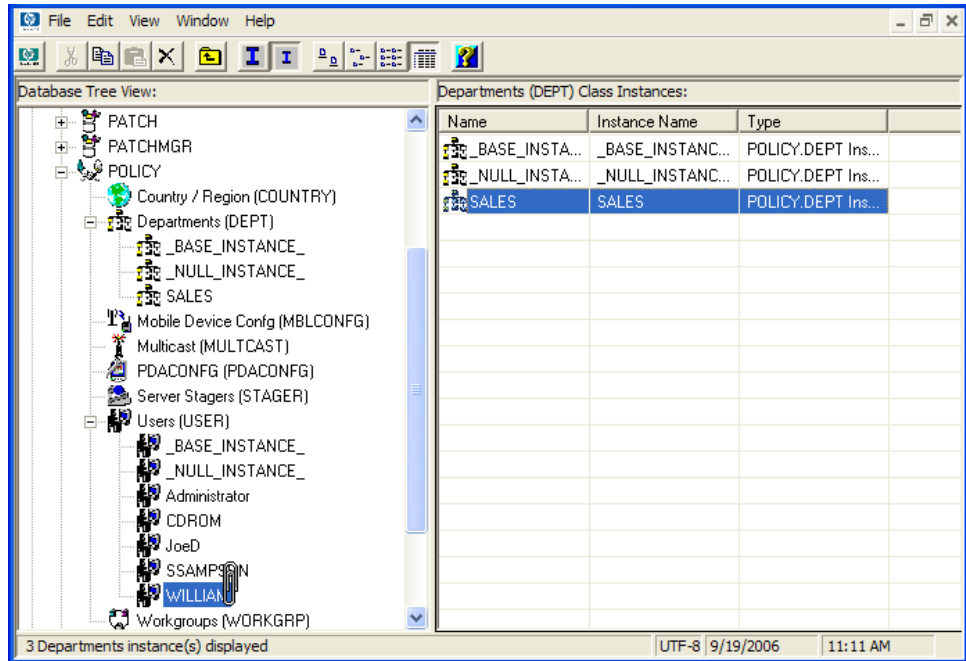 File Edit View Window Help
Database Tree View:
PATCH
PATCHMGR
POLICY
Country / Region (COUNTRY)
Departments (DEPT)
_BASE_INSTANCE_
_NULL_INSTANCE_
SALES
Mobile Device Confg (MBLCONFG)
Multicast (MULTCAST)
PDACONFG (PDACONFG)
Server Stagers (STAGER)
Users (USER)
_BASE_INSTANCE_
_NULL_INSTANCE_
Administrator
CDROM
JoeD
SSAMPSON
WILLIAM
Workgroups (WORKGRP)
Departments (DEPT) Class Instances:
Name Instance Name Type
_BASE_INSTA... _BASE_INSTANC... POLICY.DEPT Ins...
_NULL_INSTA... _NULL_INSTANC... POLICY.DEPT Ins...
SALES SALES POLICY.DEPT Ins...
3 Departments instance(s) displayed UTF-8 9/19/2006 11:11 AM